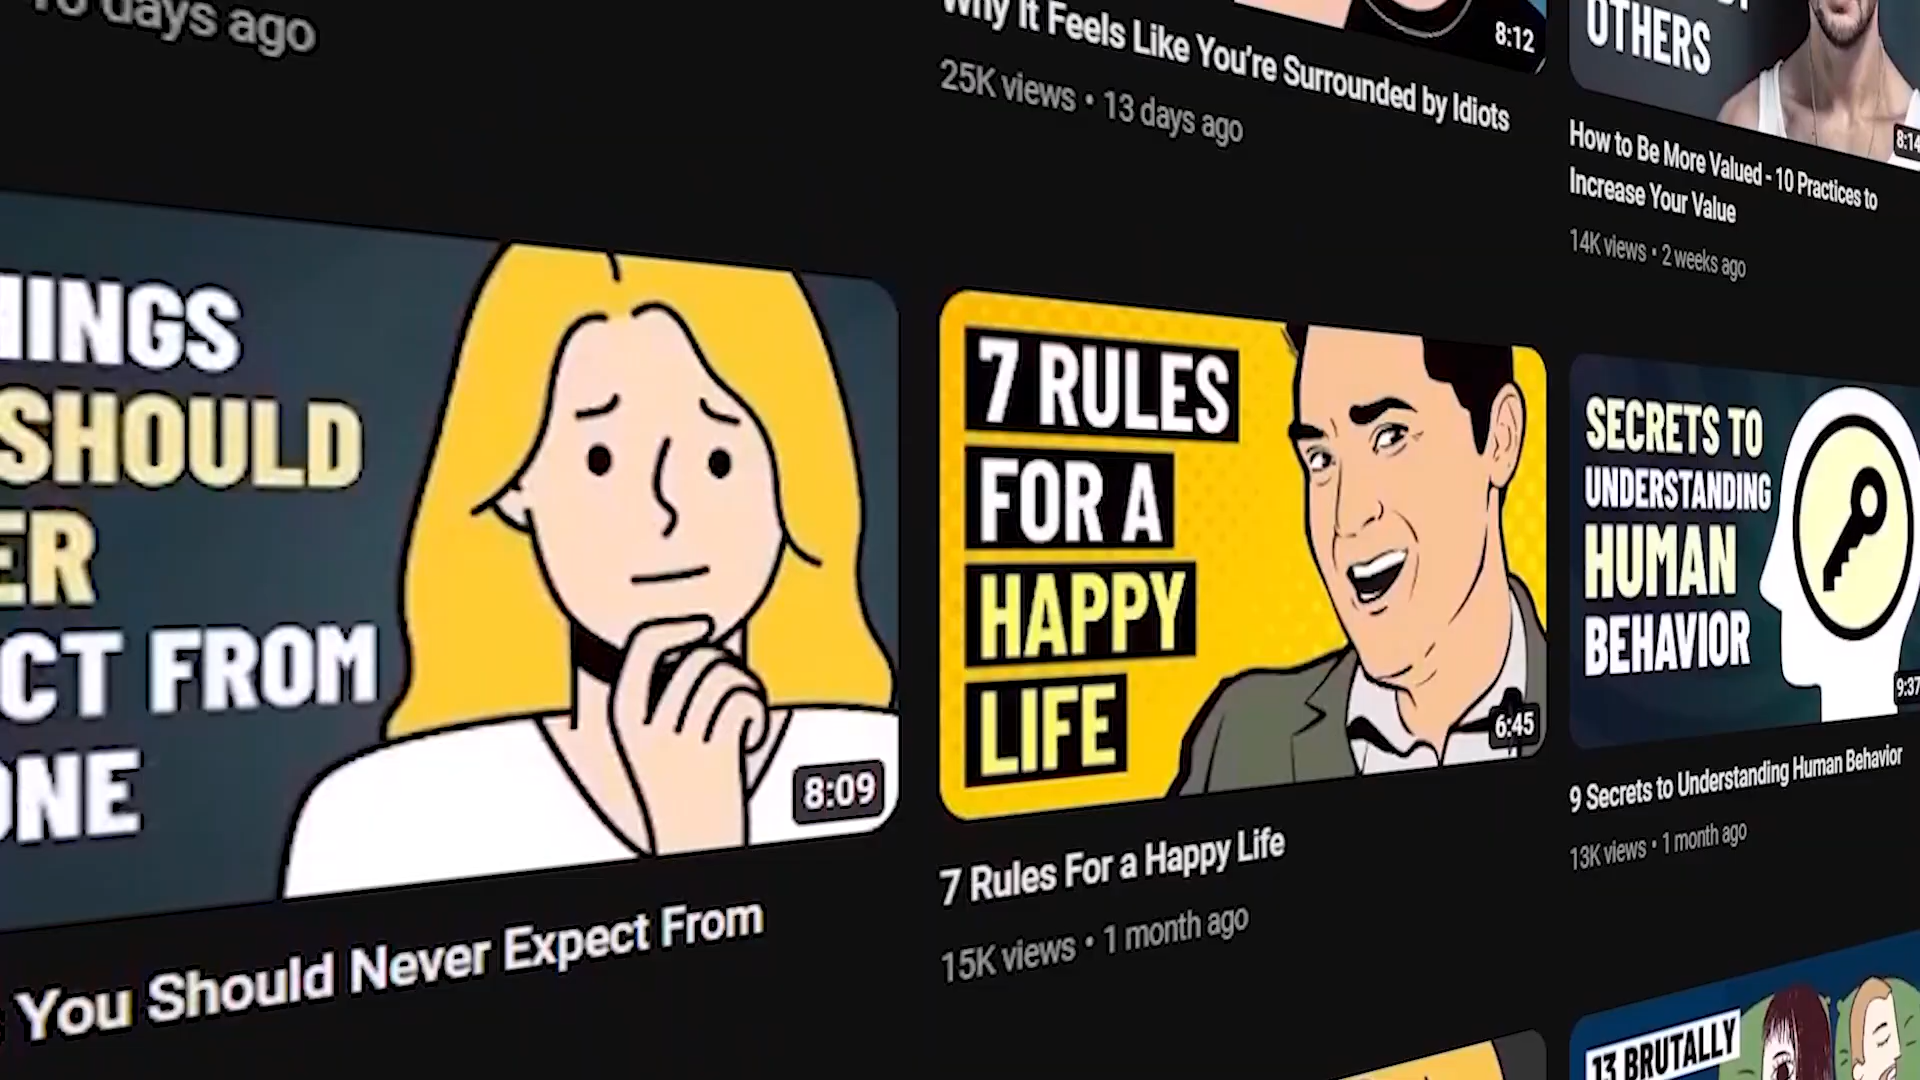 days ago
8:12
Why It Feels Like You're Surrounded by Idiots
25K views • 13 days ago
OTHERS
8:14
How to Be More Valued - 10 Practices to
Increase Your Value
14K views • 2 weeks ago
SHOULD
FROM
8:09
You Should Never Expect From
7 RULES
FOR A
HAPPY
LIFE
6:45
7 Rules For a Happy Life
15K views • 1 month ago
SECRETS TO
UNDERSTANDING
HUMAN
BEHAVIOR
9:37
9 Secrets to Understanding Human Behavior
13K views • 1 month ago
13 BRUTALLY